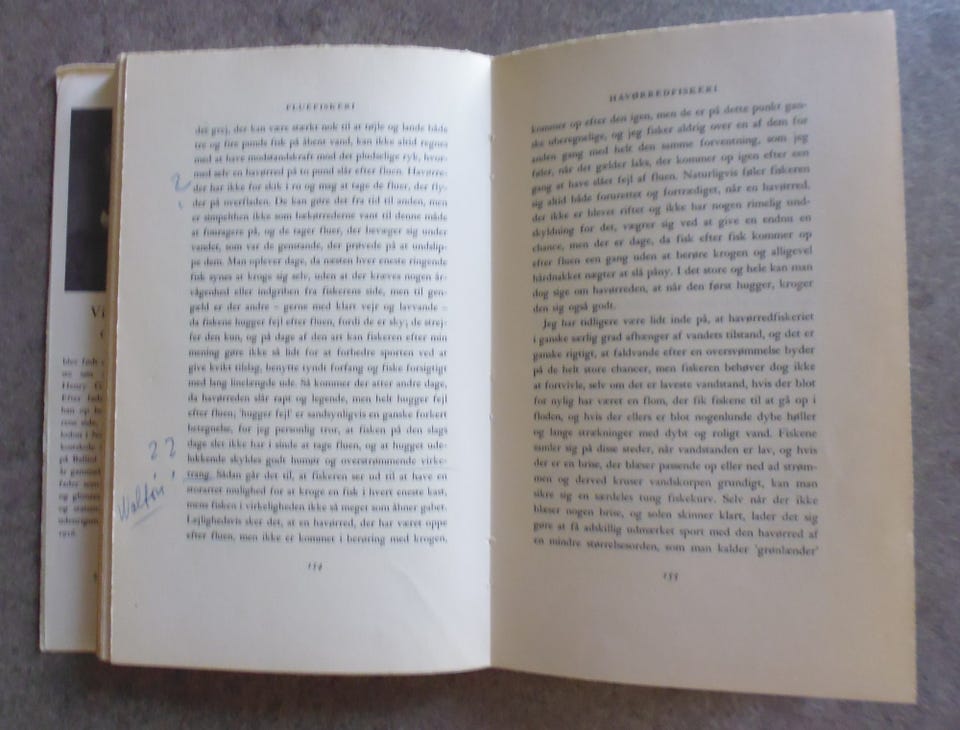 FLUEFISKERI
det grej, der kan være stærkt nok til at tøjle og lande både
tre og fire punds fisk på åbent vand, kan ikke altid regnes
med at have modstandskraft mod det pludselige ryk, hvor-
med selv en havørred på to pund slår efter fluen. Havørre-
der har ikke for skik i ro og mag at tage de fluer, der fly-
der på overfladen. De kan gøre det fra tid til anden, men
er simpelthen ikke som bækørrederne vant til denne måde
at fouragere på, og de tager fluer, der bevæger sig under
vandet, som var de genstande, der prøvede på at undslip-
pe dem. Man oplever dage, da næsten hver eneste ringende
fisk synes at kroge sig selv, uden at der kræves nogen år-
vågenhed eller indgriben fra fiskerens side, men til gen-
gæld er der andre – gerne med klart vejr og lavvande –
da fiskene hugger fejl efter fluen, fordi de er sky; de strej-
fer den kun, og på dage af den art kan fiskeren efter min
mening gøre ikke så lidt for at forbedre sporten ved at
give kvikt tilslag, benytte tyndt forfang og fiske forsigtigt
med lang linelængde ude. Så kommer der atter andre dage,
da havørreden slår rapt og legende, men helt hugger fejl
efter fluen; 'hugger fejl' er sandsynligvis en ganske forkert
betegnelse, for jeg personlig tror, at fisken på den slags
dage slet ikke har i sinde at tage fluen, og at hugget ude-
lukkende skyldes godt humør og overstrømmende virke-
trang. Sådan går det til, at fisken ser ud til at have en
storartet mulighed for at kroge en fisk i hvert eneste kast,
mens fisken i virkeligheden ikke så meget som åbner gabet.
Lejlighedsvis sker det, at en havørred, der har været oppe
efter fluen, men ikke er kommet i berøring med krogen,
154
?
??
Walton
HAVØRREDFISKERI
kommer op efter den igen, men de er på dette punkt gan-
ske uberegnelige, og jeg fisker aldrig over en af dem for
anden gang med helt den samme forventning, som jeg
føler, når det gælder laks, der kommer op igen efter een
gang at have slået fejl af fluen. Naturligvis føler fiskeren
sig altid både forurettet og fortrædiget, når en havørred,
der ikke er blevet riftet og ikke har nogen rimelig und-
skyldning for det, vægrer sig ved at give en endnu en
chance, men der er dage, da fisk efter fisk kommer op
efter fluen een gang uden at berøre krogen og alligevel
hårdnakket nægter at slå påny. I det store og hele kan man
dog sige om havørreden, at når den først hugger, kroger
den sig også godt.
Jeg har tidligere være lidt inde på, at havørredfiskeriet
i ganske særlig grad afhænger af vandets tilstand, og det er
ganske rigtigt, at faldvande efter en oversvømmelse byder
på de helt store chancer, men fiskeren behøver dog ikke
at fortvivle, selv om det er laveste vandstand, hvis der blot
for nylig har været en flom, der fik fiskene til at gå op i
floden, og hvis der ellers er blot nogenlunde dybe høller
og lange strækninger med dybt og roligt vand. Fiskene
samler sig på disse steder, når vandstanden er lav, og hvis
der er en brise, der blæser passende op eller ned ad strøm-
men og derved kruser vandskorpen grundigt, kan man
sikre sig en særdeles tung fiskekurv. Selv når der ikke
blæser nogen brise, og solen skinner klart, lader det sig
gøre at få adskillig udmærket sport med den havørred af
en mindre størrelsesorden, som man kalder 'grønlænder'
155